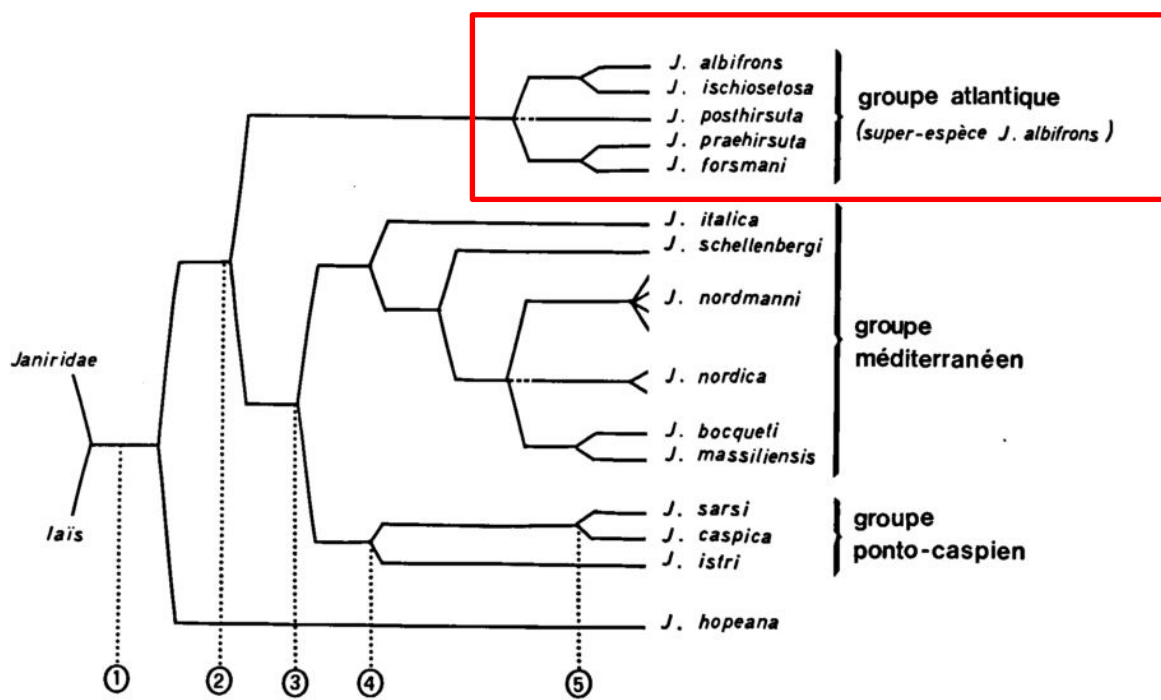 J. albifrons
J. ischiosetosa
J. posthirsuta
J. praehirsuta
J. forsmani
groupe atlantique
(super-espèce J. albifrons)
J. italica
J. schellenbergi
J. nordmanni
J. nordica
J. bocqueti
J. massiliensis
groupe
méditerranéen
Janiridae
Iaïs
J. sarsi
J. caspica
J. istri
groupe
ponto-caspien
J. hopeana
1 2 3 4 5